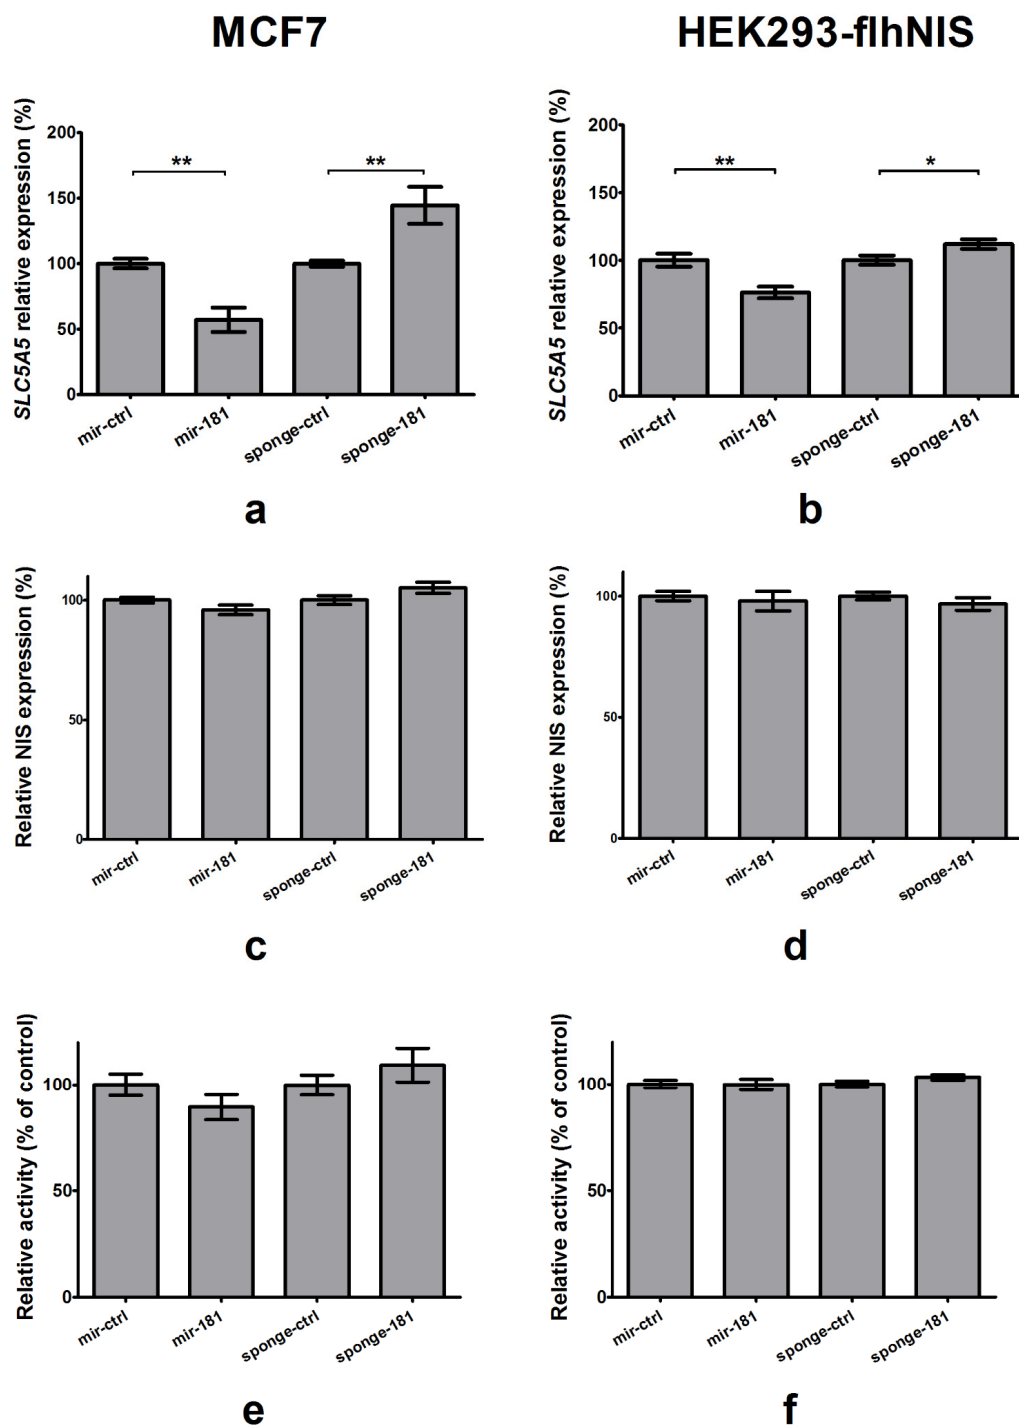 MCF7
HEK293-flhNIS
SLC5A5 relative expression (%)
200
150
100
50
0
**
**
mir-ctrl
mir-181
sponge-ctrl
sponge-181
a
SLC5A5 relative expression (%)
200
150
100
50
0
**
*
mir-ctrl
mir-181
sponge-ctrl
sponge-181
b
Relative NIS expression (%)
100
50
0
mir-ctrl
mir-181
sponge-ctrl
sponge-181
c
Relative NIS expression (%)
100
50
0
mir-ctrl
mir-181
sponge-ctrl
sponge-181
d
Relative activity (% of control)
100
50
0
mir-ctrl
mir-181
sponge-ctrl
sponge-181
e
Relative activity (% of control)
100
50
0
mir-ctrl
mir-181
sponge-ctrl
sponge-181
f